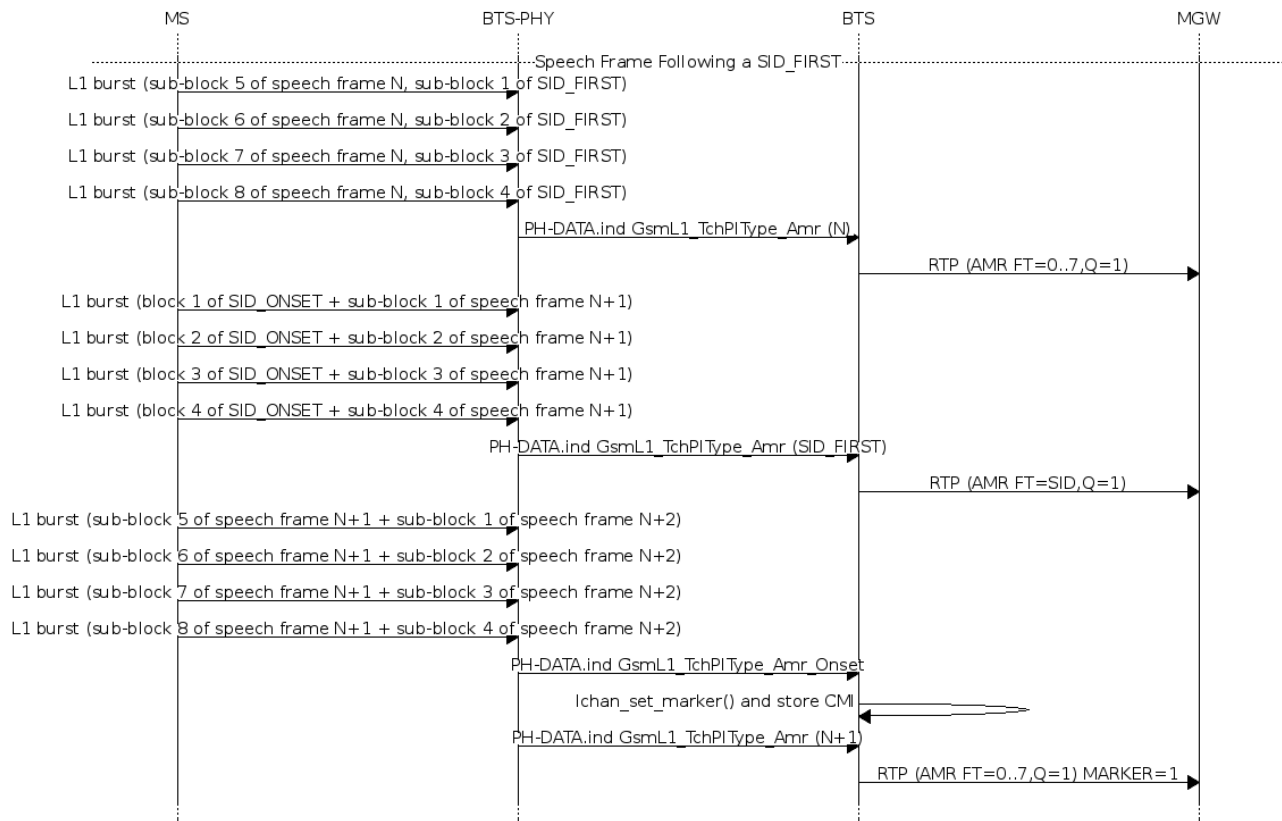 MS BTS-PHY BTS MGW
Speech Frame Following a SID_FIRST
L1 burst (sub-block 5 of speech frame N, sub-block 1 of SID_FIRST)
L1 burst (sub-block 6 of speech frame N, sub-block 2 of SID_FIRST)
L1 burst (sub-block 7 of speech frame N, sub-block 3 of SID_FIRST)
L1 burst (sub-block 8 of speech frame N, sub-block 4 of SID_FIRST)
PH-DATA.ind GsmL1_TchPlType_Amr (N)
RTP (AMR FT=0..7,Q=1)
L1 burst (block 1 of SID_ONSET + sub-block 1 of speech frame N+1)
L1 burst (block 2 of SID_ONSET + sub-block 2 of speech frame N+1)
L1 burst (block 3 of SID_ONSET + sub-block 3 of speech frame N+1)
L1 burst (block 4 of SID_ONSET + sub-block 4 of speech frame N+1)
PH-DATA.ind GsmL1_TchPlType_Amr (SID_FIRST)
RTP (AMR FT=SID,Q=1)
L1 burst (sub-block 5 of speech frame N+1 + sub-block 1 of speech frame N+2)
L1 burst (sub-block 6 of speech frame N+1 + sub-block 2 of speech frame N+2)
L1 burst (sub-block 7 of speech frame N+1 + sub-block 3 of speech frame N+2)
L1 burst (sub-block 8 of speech frame N+1 + sub-block 4 of speech frame N+2)
PH-DATA.ind GsmL1_TchPlType_Amr_Onset
lchan_set_marker() and store CMI
PH-DATA.ind GsmL1_TchPlType_Amr (N+1)
RTP (AMR FT=0..7,Q=1) MARKER=1